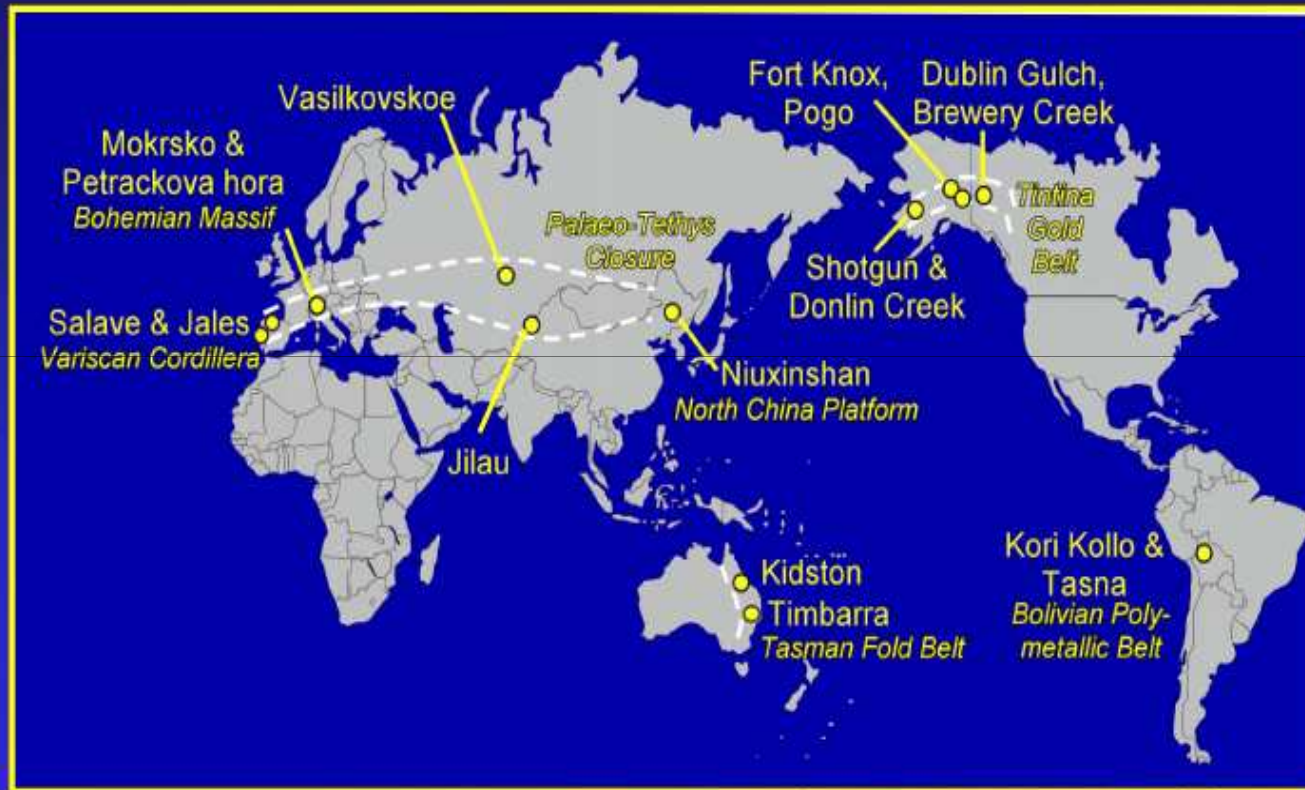 Vasilkovskoe
Mokrsko &
Petrackova hora
Bohemian Massif
Salave & Jales
Variscan Cordillera
Palaeo-Tethys
Closure
Jilau
Niuxinshan
North China Platform
Fort Knox,
Pogo
Dublin Gulch,
Brewery Creek
Tintina
Gold
Belt
Shotgun &
Donlin Creek
Kidston
Timbarra
Tasman Fold Belt
Kori Kollo &
Tasna
Bolivian Poly-
metallic Belt